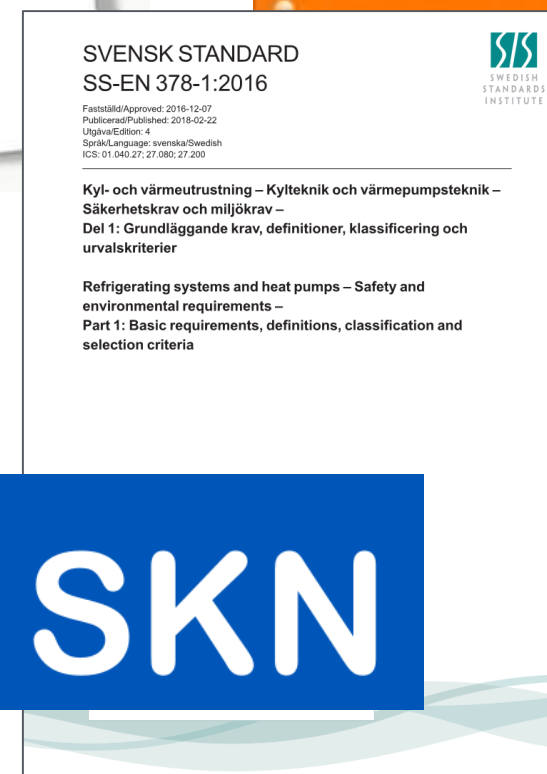 SVENSK STANDARD
SS-EN 378-1:2016
Fastställd/Approved: 2016-12-07
Publicerad/Published: 2018-02-22
Utgåva/Edition: 4
Språk/Language: svenska/Swedish
ICS: 01.040.27; 27.080; 27.200
SIS
SWEDISH
STANDARDS
INSTITUTE
Kyl- och värmeutrustning – Kylteknik och värmepumpsteknik –
Säkerhetskrav och miljökrav –
Del 1: Grundläggande krav, definitioner, klassificering och
urvalskriterier
Refrigerating systems and heat pumps – Safety and
environmental requirements –
Part 1: Basic requirements, definitions, classification and
selection criteria
SKN